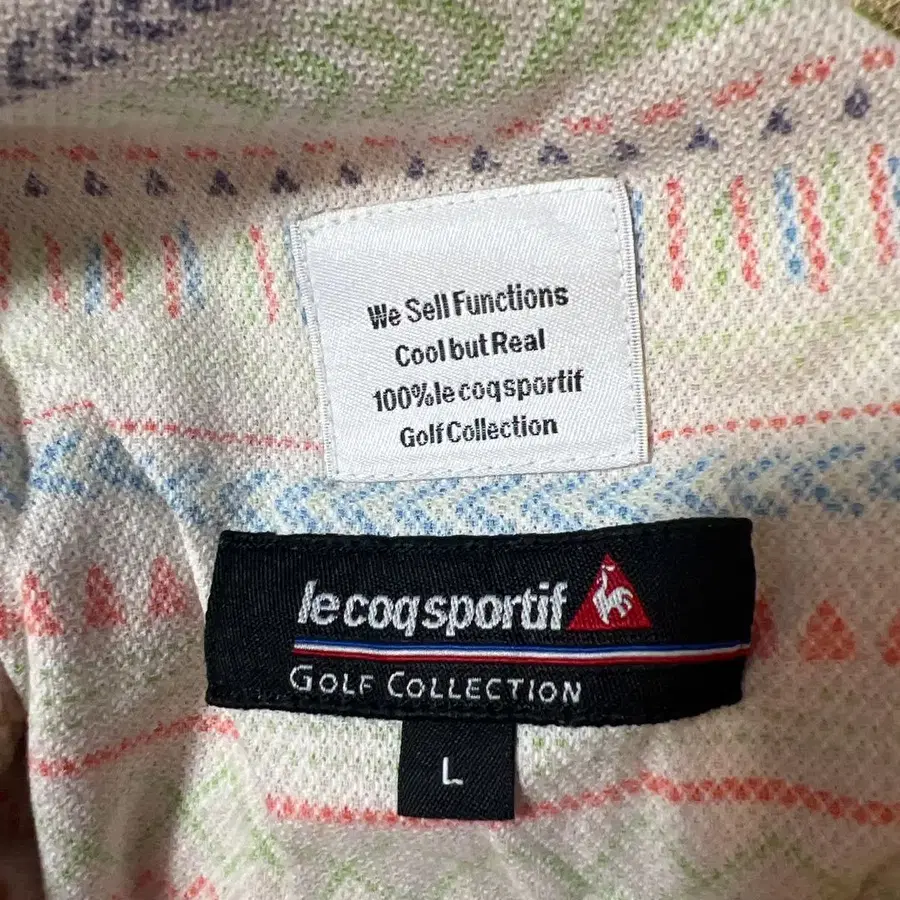 We Sell Functions
Cool but Real
100% le coq sportif
Golf Collection
le coq sportif
GOLF COLLECTION
L